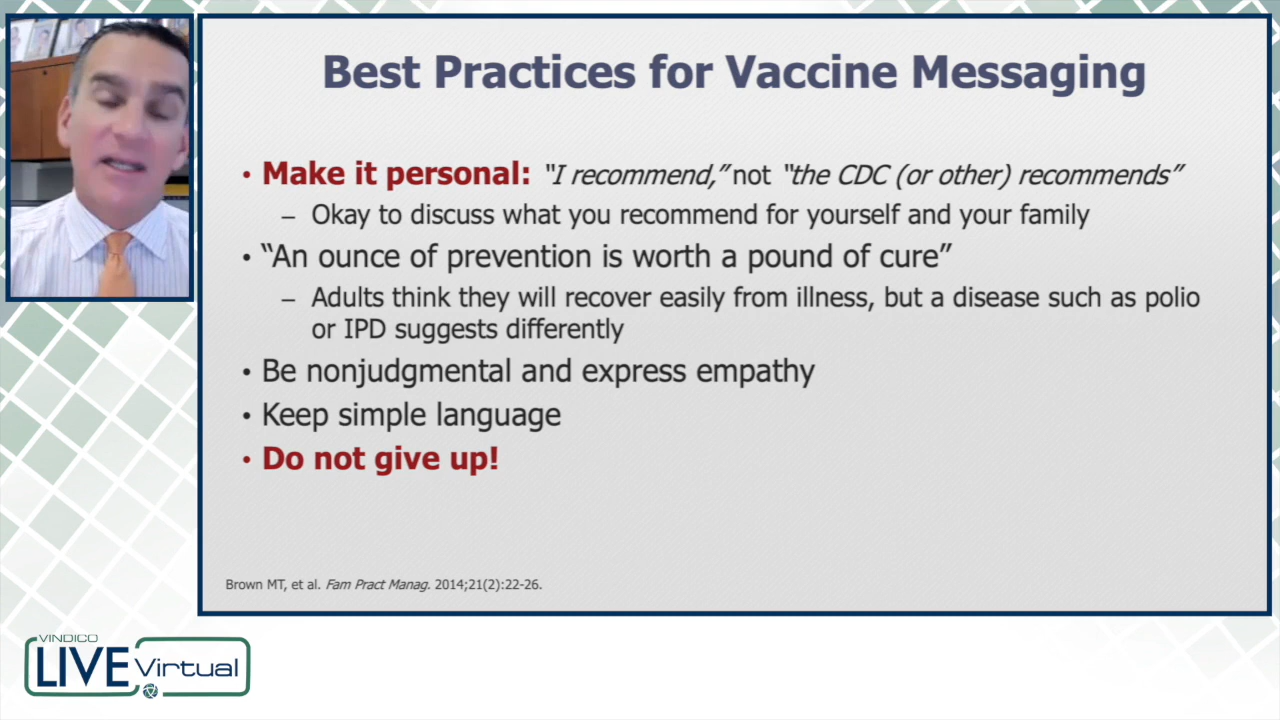 Best Practices for Vaccine Messaging
• Make it personal: “I recommend,” not “the CDC (or other) recommends”
– Okay to discuss what you recommend for yourself and your family
• “An ounce of prevention is worth a pound of cure”
– Adults think they will recover easily from illness, but a disease such as polio
or IPD suggests differently
• Be nonjudgmental and express empathy
• Keep simple language
• Do not give up!
Brown MT, et al. Fam Pract Manag. 2014;21(2):22-26.
VINDICO
LIVE Virtual